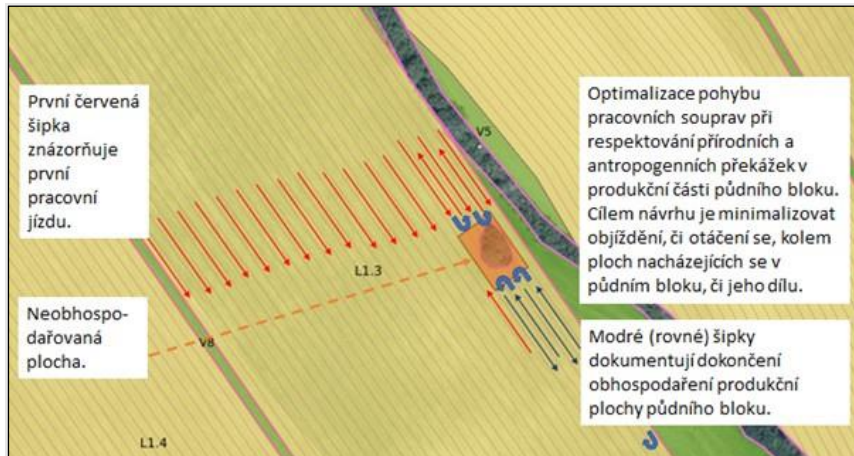 První červená
šipka
znázorňuje
první
pracovní
jízdu.
Neobhospo-
dařovaná
plocha.
Optimalizace pohybu
pracovních souprav při
respektování přírodních a
antropogenních překážek v
produkční části půdního bloku.
Cílem návrhu je minimalizovat
objíždění, či otáčení se, kolem
ploch nacházejících se v
půdním bloku, či jeho dílu.
Modré (rovné) šipky
dokumentují dokončení
obhospodaření produkční
plochy půdního bloku.
V5
L1.3
V8
L1.4